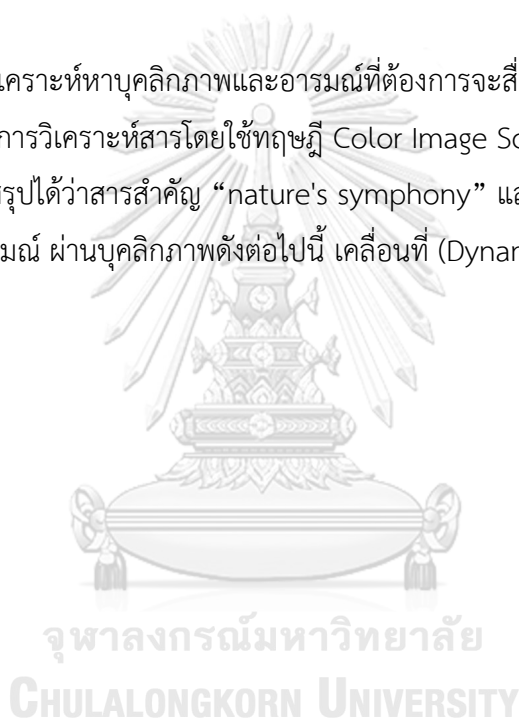 เคราะห์หาบุคลิกภาพและอารมณ์ที่ต้องการจะสื่
การวิเคราะห์สารโดยใช้ทฤษฎี Color Image Sc
รุปได้ว่าสารสำคัญ “nature's symphony” แล
มณ์ ผ่านบุคลิกภาพดังต่อไปนี้ เคลื่อนที่ (Dynar
จุฬาลงกรณ์มหาวิทยาลัย
CHULALONGKORN UNIVERSITY